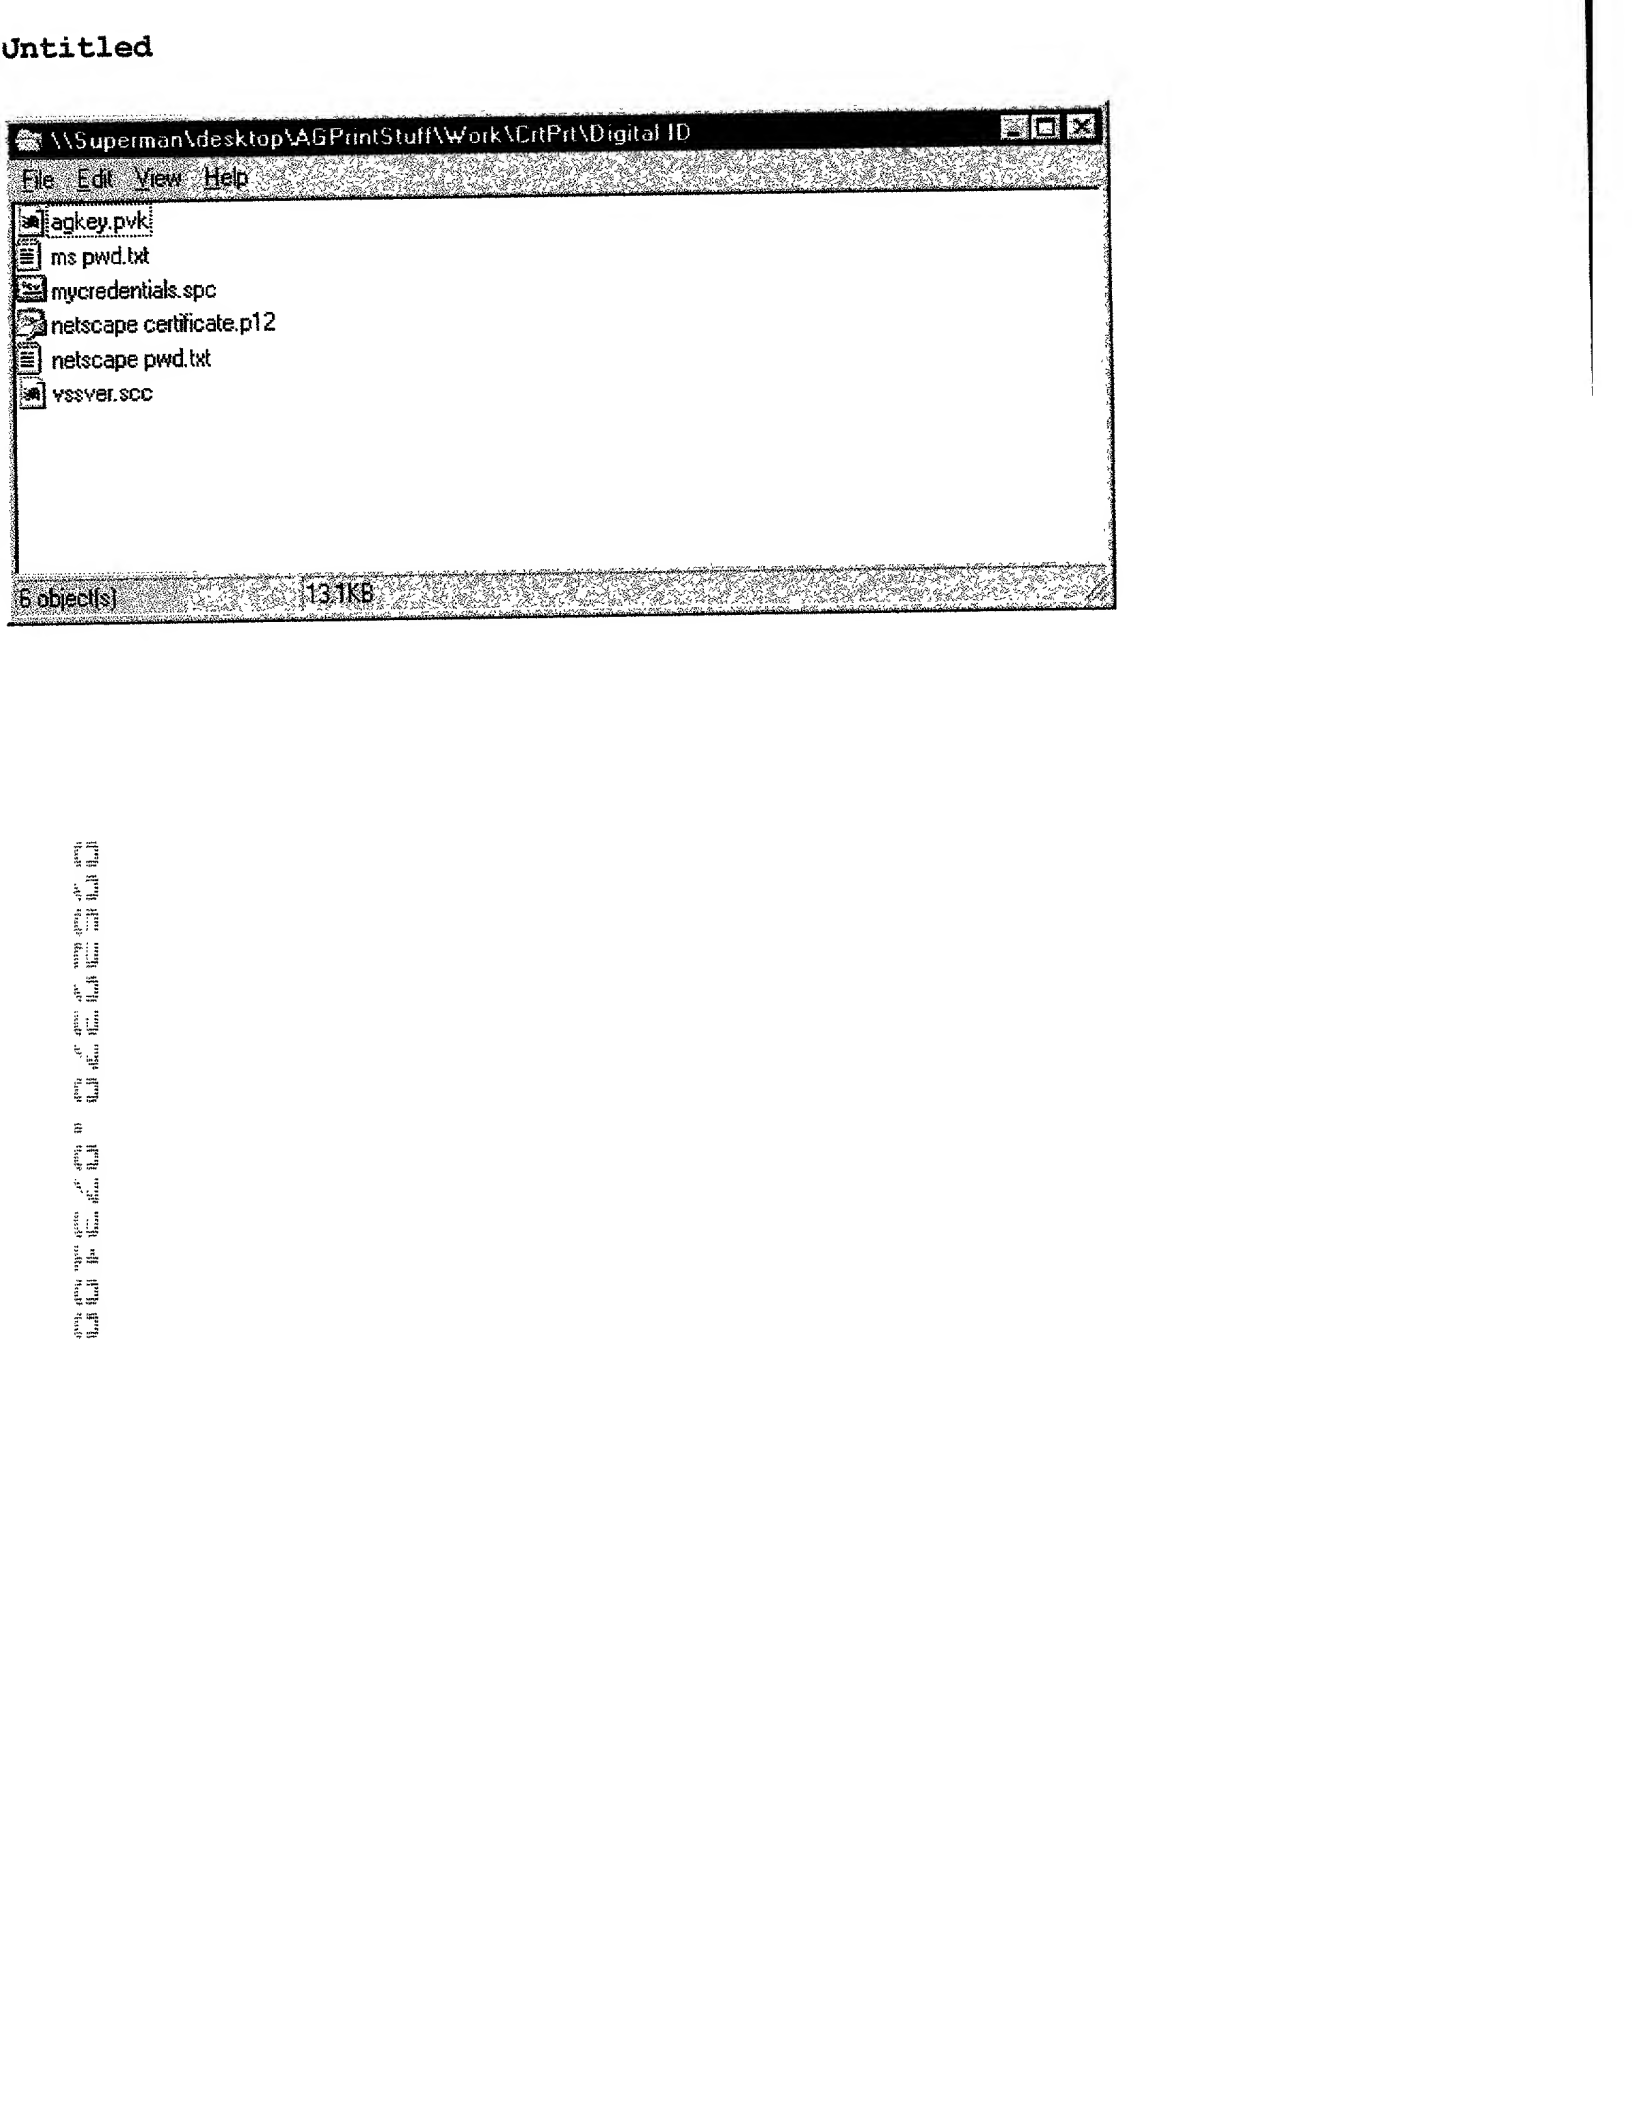 Untitled
\\Superman\desktop\AGPrintStuff\Work\CrtPrt\Digital ID
File Edit View Help
agkey.pvk
ms pwd.txt
mycredentials.spc
netscape certificate.p12
netscape pwd.txt
vssver.scc
6 object(s) 13.1KB